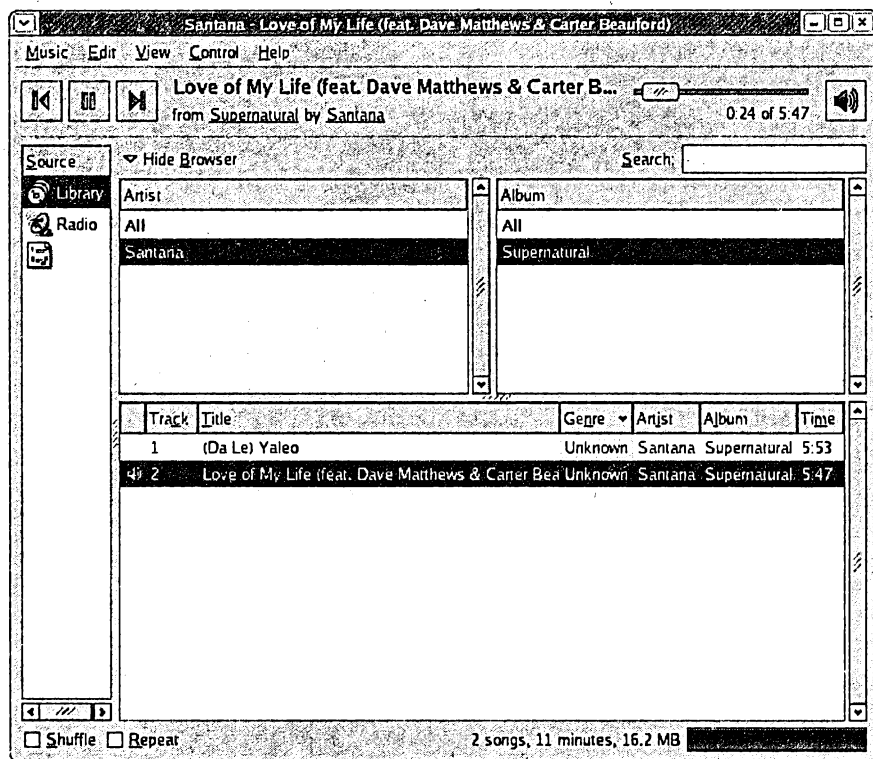 Santana - Love of My Life (feat. Dave Matthews & Carter Beauford)
Music Edit View Control Help
Love of My Life (feat. Dave Matthews & Carter B...
from Supernatural by Santana
0:24 of 5:47
Source
Hide Browser
Search:
Library
Radio
Artist
All
Santana
Album
All
Supernatural
Track Title Genre Artist Album Time
1 (Da Le) Yaleo Unknown Santana Supernatural 5:53
2 Love of My Life (feat. Dave Matthews & Carter Bea Unknown Santana Supernatural 5:47
Shuffle Repeat
2 songs, 11 minutes, 16.2 MB